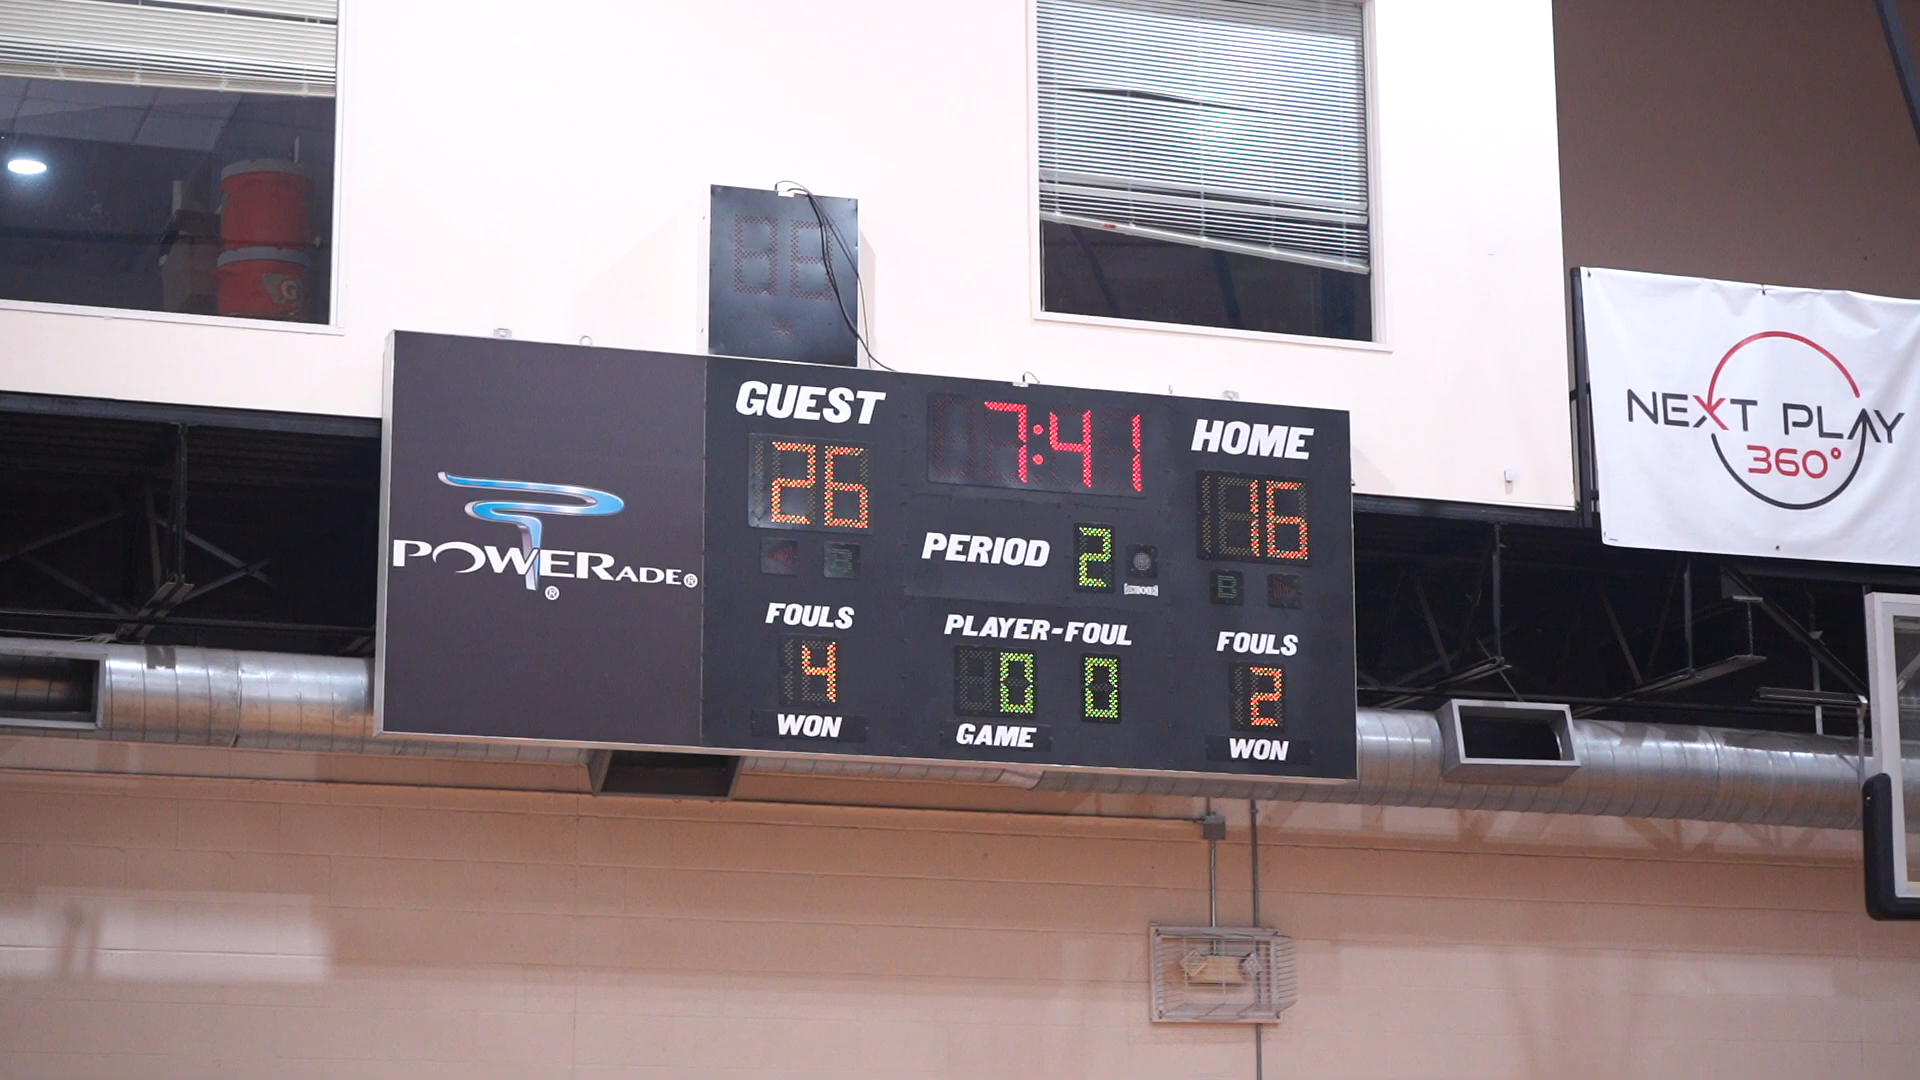 GUEST
7:41
HOME
26
16
PERIOD 2
POWERADE®
®
B
B
FOULS
PLAYER-FOUL
FOULS
4
0 0
2
WON
GAME
WON
NEXT PLAY
360°
G